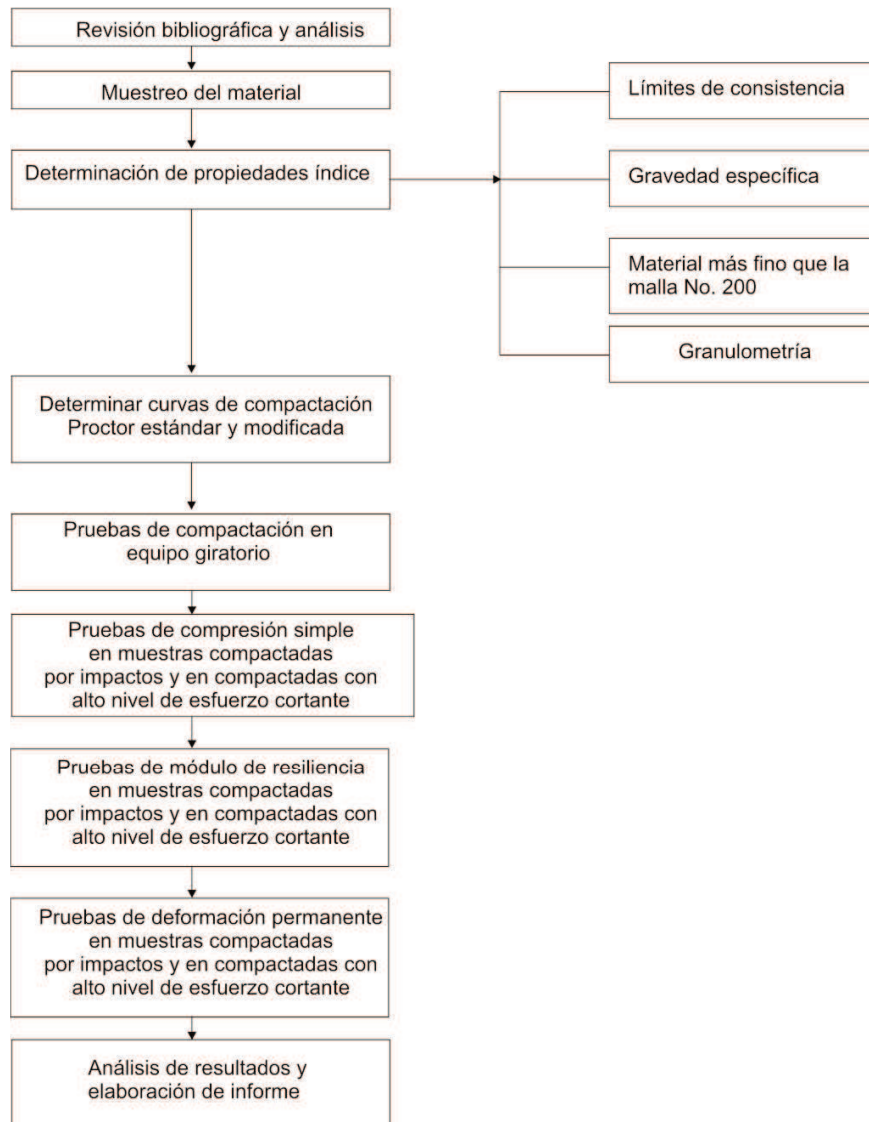 Revisión bibliográfica y análisis
Muestreo del material
Determinación de propiedades índice
Límites de consistencia
Gravedad específica
Material más fino que la
malla No. 200
Granulometría
Determinar curvas de compactación
Proctor estándar y modificada
Pruebas de compactación en
equipo giratorio
Pruebas de compresión simple
en muestras compactadas
por impactos y en compactadas con
alto nivel de esfuerzo cortante
Pruebas de módulo de resiliencia
en muestras compactadas
por impactos y en compactadas con
alto nivel de esfuerzo cortante
Pruebas de deformación permanente
en muestras compactadas
por impactos y en compactadas con
alto nivel de esfuerzo cortante
Análisis de resultados y
elaboración de informe